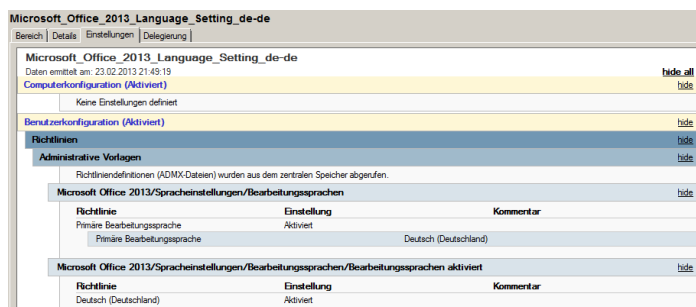 Microsoft_Office_2013_Language_Setting_de-de
Bereich Details Einstellungen Delegierung
Microsoft_Office_2013_Language_Setting_de-de
Daten ermittelt am: 23.02.2013 21:49:19 hide all
Computerkonfiguration (Aktiviert) hide
Keine Einstellungen definiert
Benutzerkonfiguration (Aktiviert) hide
Richtlinien hide
Administrative Vorlagen hide
Richtliniendefinitionen (ADMX-Dateien) wurden aus dem zentralen Speicher abgerufen.
Microsoft Office 2013/Spracheinstellungen/Bearbeitungssprachen hide
Richtlinie Einstellung Kommentar
Primäre Bearbeitungssprache Aktiviert
Primäre Bearbeitungssprache Deutsch (Deutschland)
Microsoft Office 2013/Spracheinstellungen/Bearbeitungssprachen/Bearbeitungssprachen aktiviert hide
Richtlinie Einstellung Kommentar
Deutsch (Deutschland) Aktiviert